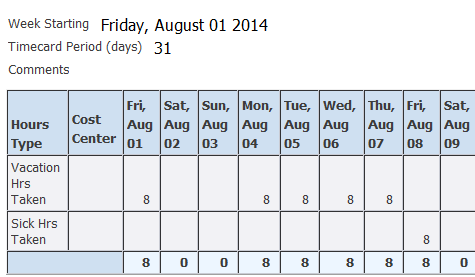 Week Starting Friday, August 01 2014
Timecard Period (days) 31
Comments
Hours Type Cost Center Fri, Aug 01 Sat, Aug 02 Sun, Aug 03 Mon, Aug 04 Tue, Aug 05 Wed, Aug 06 Thu, Aug 07 Fri, Aug 08 Sat, Aug 09
Vacation Hrs Taken 8 8 8 8 8
Sick Hrs Taken 8
8 0 0 8 8 8 8 8 0